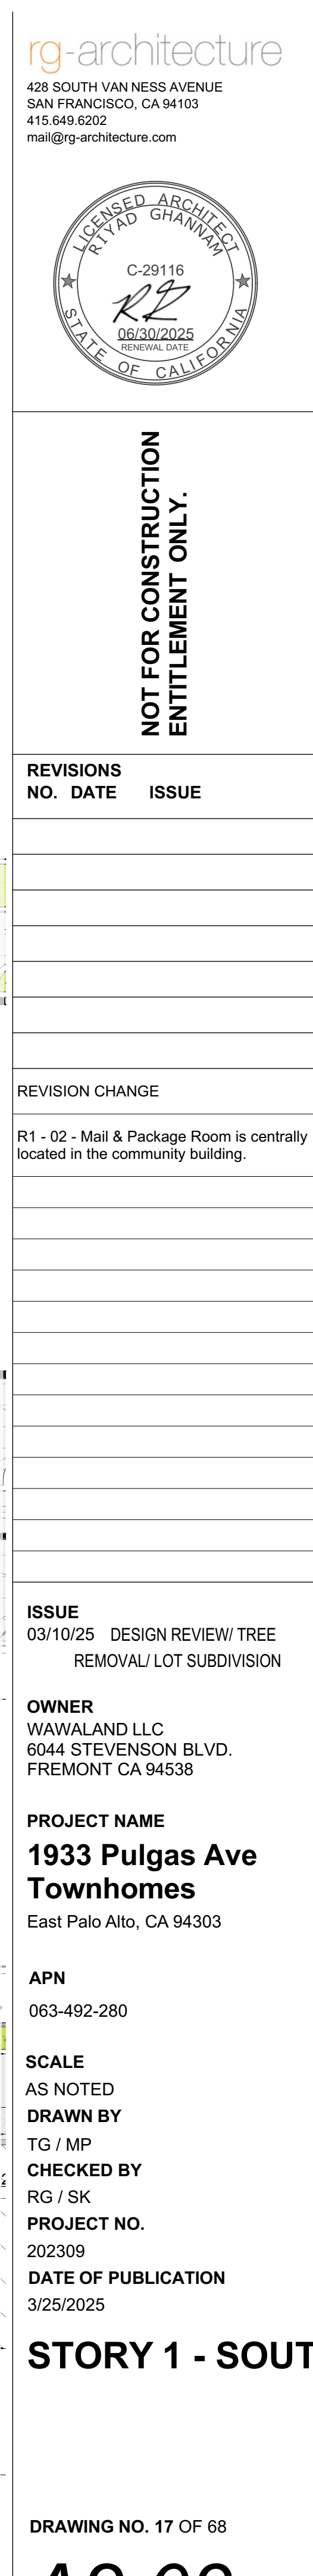 rg-architecture
428 SOUTH VAN NESS AVENUE
SAN FRANCISCO, CA 94103
415.649.6202
mail@rg-architecture.com
LICENSED ARCHITECT
RIYAD GHANNAM
C-29116
06/30/2025
RENEWAL DATE
STATE OF CALIFORNIA
NOT FOR CONSTRUCTION
ENTITLEMENT ONLY.
REVISIONS
NO. DATE ISSUE
REVISION CHANGE
R1 - 02 - Mail & Package Room is centrally
located in the community building.
ISSUE
03/10/25 DESIGN REVIEW/ TREE
REMOVAL/ LOT SUBDIVISION
OWNER
WAWALAND LLC
6044 STEVENSON BLVD.
FREMONT CA 94538
PROJECT NAME
1933 Pulgas Ave
Townhomes
East Palo Alto, CA 94303
APN
063-492-280
SCALE
AS NOTED
DRAWN BY
TG / MP
CHECKED BY
RG / SK
PROJECT NO.
202309
DATE OF PUBLICATION
3/25/2025
STORY 1 - SOUT
DRAWING NO. 17 OF 68